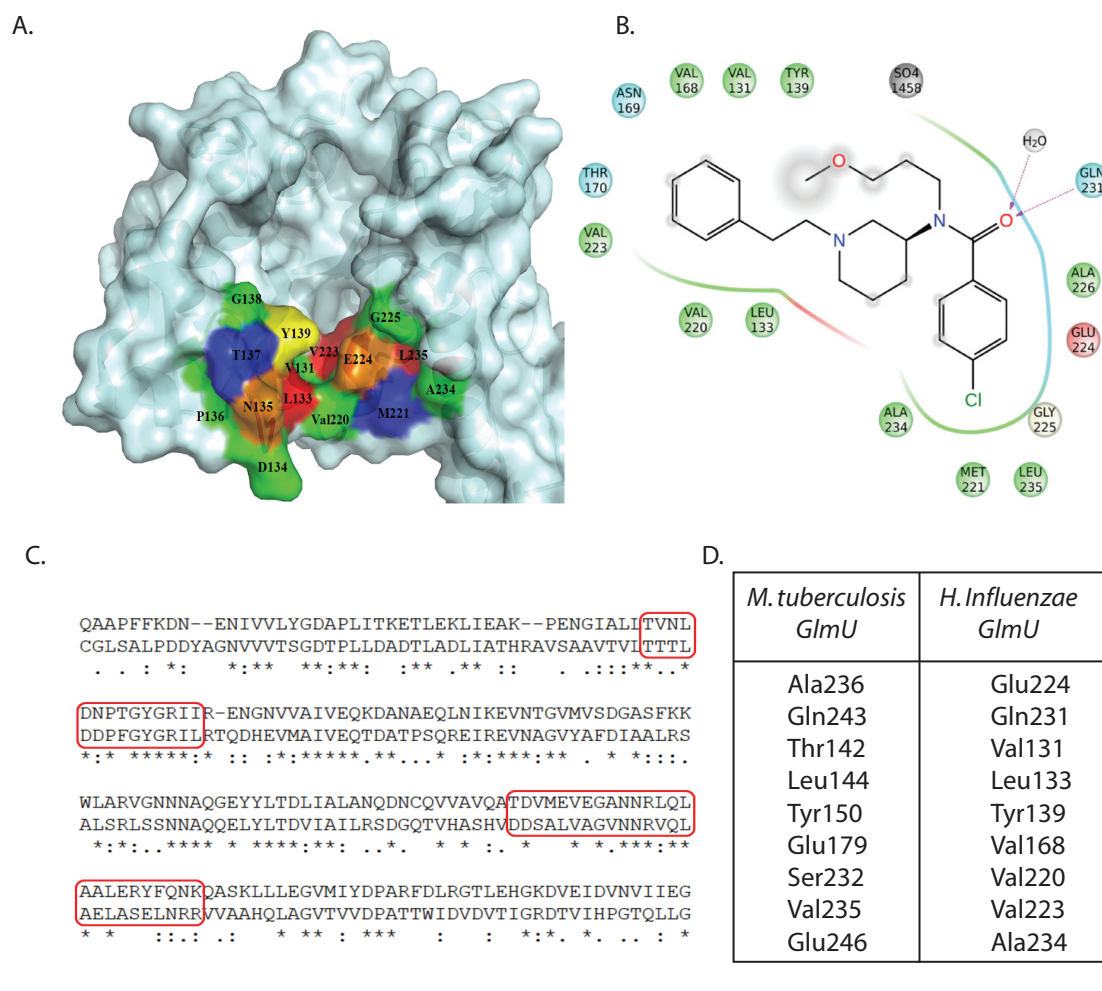 A.
G138
Y139
G225
T137
V223
E224
L235
V131
N135
L133
A234
P136
Val220
M221
D134
B.
VAL
168
VAL
131
TYR
139
SO4
1458
ASN
169
H₂O
THR
170
GLN
231
O
O
N
N
VAL
223
ALA
226
VAL
220
LEU
133
GLU
224
Cl
ALA
234
GLY
225
MET
221
LEU
235
C.
QAAPFFKDN--ENIVVLYGDAPLITKETLEKLIEAK--PENGIALLTVNL
CGLSALPDDYAGNVVVTSGDTPLLDADTLADLIATHRAVSAAVTVLTTTL
. . : *: *::* **:**: :** .** *: . .:::**..*
DNPTGYGRIIR-ENGNVVAIVEQKDANAEQLNIKEVNTGVMVSDGASFKK
DDPFGYGRILRTQDHEVMAIVEQTDATPSQREIREVNAGVYAFDIAALRS
*:* *****:* :: :* *****.**...* :*:***:** . * *:::.
WLARVGNNNAQGEYYLTDLIALANQDNCQVVAVQATDVMEVEGANNRLQL
ALSRLSSNNAQQELYLTDVIAILRSDGQTVHASHVDDSALVAGVNNRVQL
*:*:..**** * ****:**: ..*. * * :. * * *.***:**
AALERYFQNKQASKLLLEGVMIYDPARFDLRGTLEHGKDVEIDVNVIIEG
AELASELNRRVVAAHQLAGVTVVDPATTWIDVDVTIGRDTVIHPGTQLLG
* * ::.: .: * ** : *** : : *:*. *. .. : *
D.
M. tuberculosis GlmU
H. Influenzae GlmU
Ala236 Glu224
Gln243 Gln231
Thr142 Val131
Leu144 Leu133
Tyr150 Tyr139
Glu179 Val168
Ser232 Val220
Val235 Val223
Glu246 Ala234